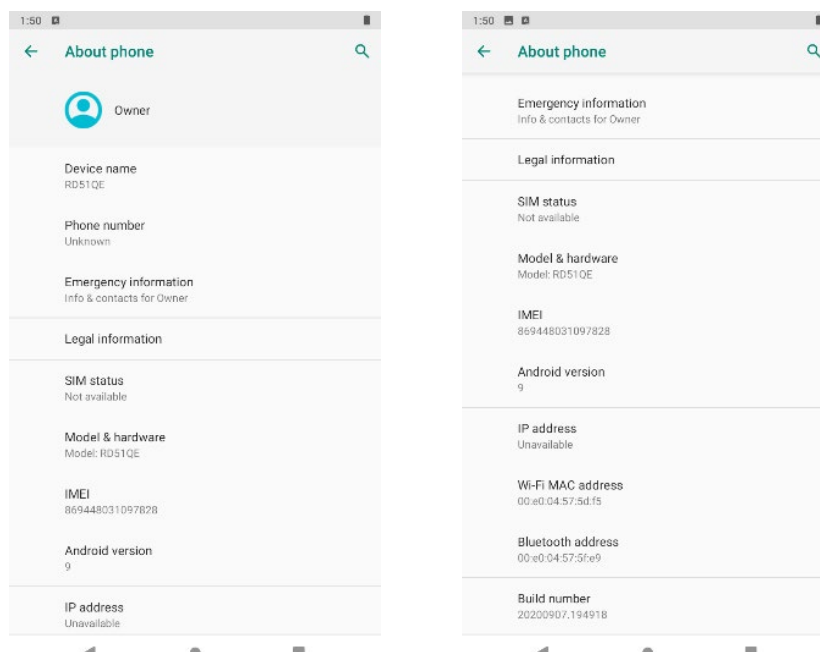 1:50
About phone
Owner
Device name
RD51QE
Phone number
Unknown
Emergency information
Info & contacts for Owner
Legal information
SIM status
Not available
Model & hardware
Model: RD51QE
IMEI
869448031097828
Android version
9
IP address
Unavailable
1:50
About phone
Emergency information
Info & contacts for Owner
Legal information
SIM status
Not available
Model & hardware
Model: RD51QE
IMEI
869448031097828
Android version
9
IP address
Unavailable
Wi-Fi MAC address
00:e0:04:57:5d:f5
Bluetooth address
00:e0:04:57:5f:e9
Build number
20200907.194918